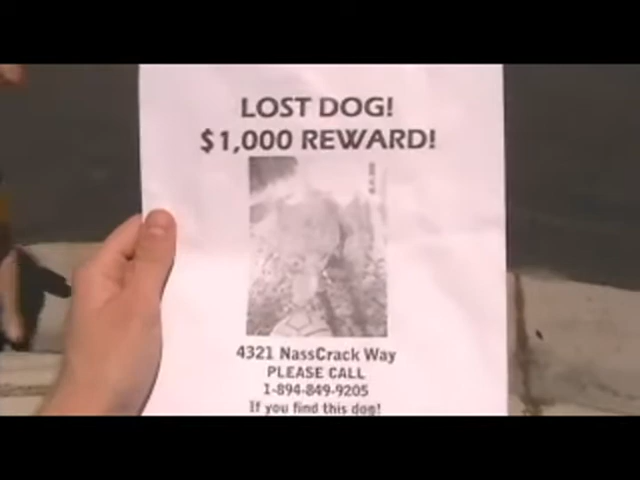 LOST DOG!
$1,000 REWARD!
4321 NassCrack Way
PLEASE CALL
1-894-849-9205
If you find this dog!